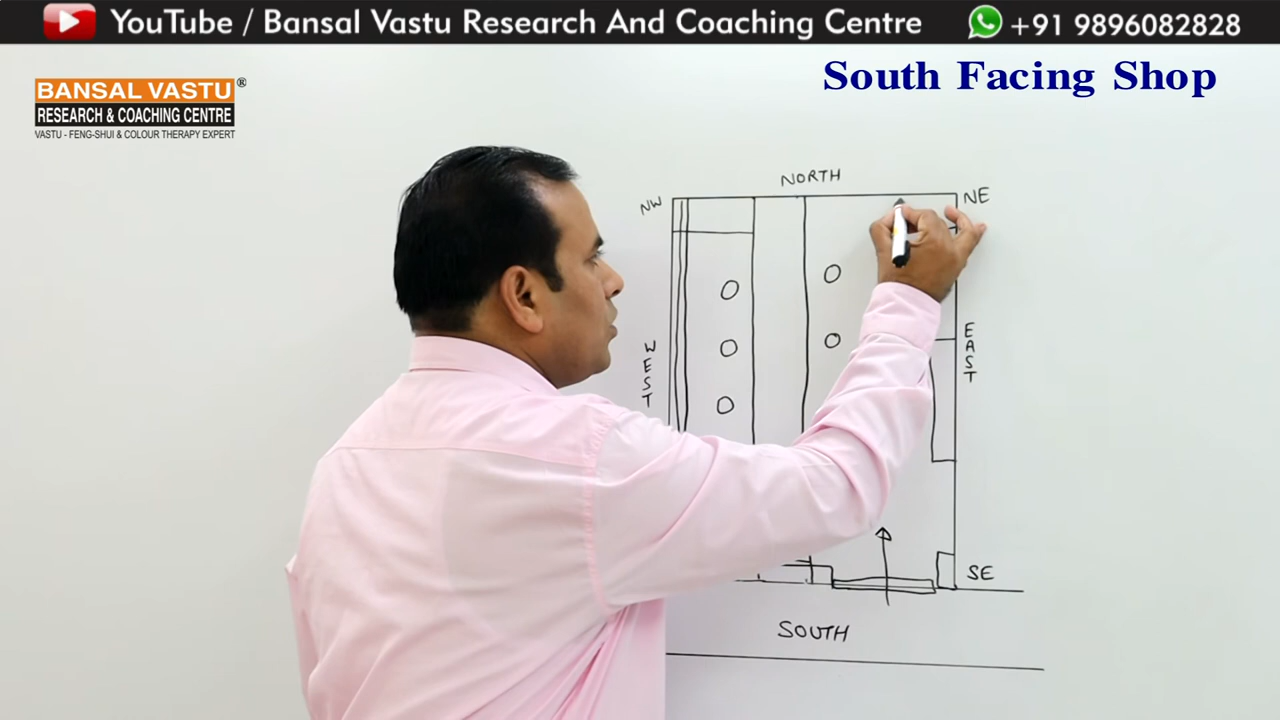 YouTube / Bansal Vastu Research And Coaching Centre +91 9896082828
South Facing Shop
BANSAL VASTU®
RESEARCH & COACHING CENTRE
VASTU - FENG-SHUI & COLOUR THERAPY EXPERT
NORTH
NW
NE
WEST
EAST
SE
SOUTH